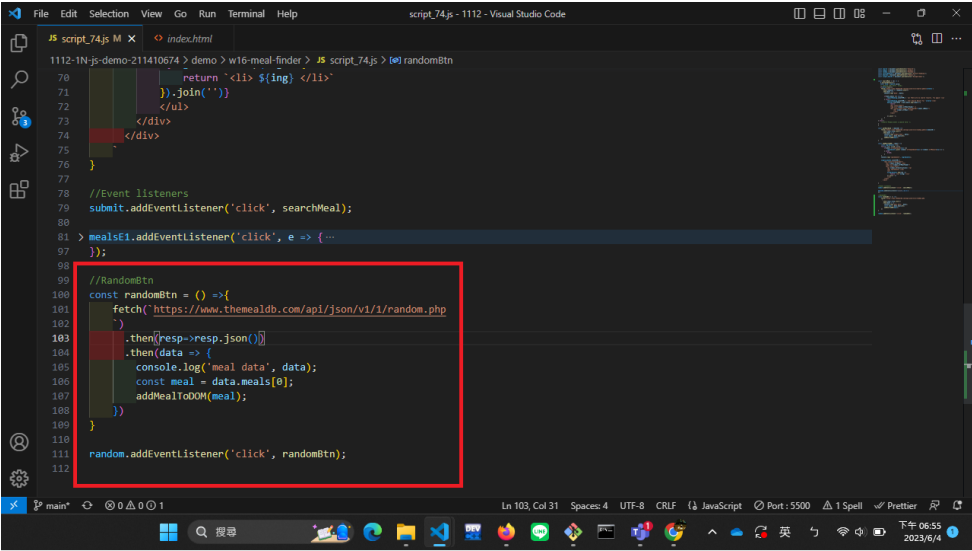 File Edit Selection View Go Run Terminal Help script_74.js - 1112 - Visual Studio Code
JS script_74.js M × <> index.html
1112-1N-js-demo-211410674 > demo > w16-meal-finder > JS script_74.js > randomBtn
70 return `<li> ${ing} </li>`
71 }).join('')}
72 </ul>
73 </div>
74 </div>
75 `
76 }
77
78 //Event listeners
79 submit.addEventListener('click', searchMeal);
80
81 > mealsE1.addEventListener('click', e => { ⋯
97 });
98
99 //RandomBtn
100 const randomBtn = () =>{
101 fetch(`https://www.themealdb.com/api/json/v1/1/random.php
102 `)
103 .then(resp=>resp.json())
104 .then(data => {
105 console.log('meal data', data);
106 const meal = data.meals[0];
107 addMealToDOM(meal);
108 })
109 }
110
111 random.addEventListener('click', randomBtn);
112
3
main* 0 0 1 Ln 103, Col 31 Spaces: 4 UTF-8 CRLF {} JavaScript Port : 5500 1 Spell Prettier
搜尋 1 英 ㄅ 下午 06:55
2023/6/4 1